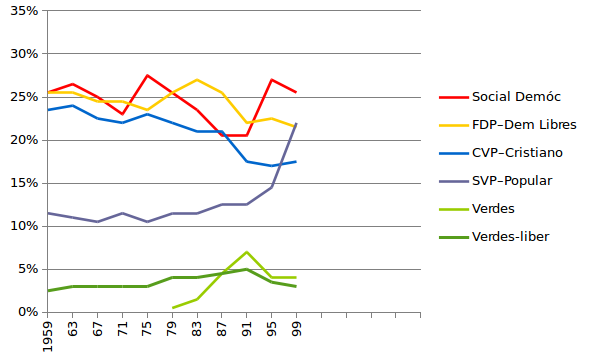 35%
30%
25%
20%
15%
10%
5%
0%
1959 63 67 71 75 79 83 87 91 95 99
Social Demóc
FDP–Dem Libres
CVP–Cristiano
SVP–Popular
Verdes
Verdes-liber